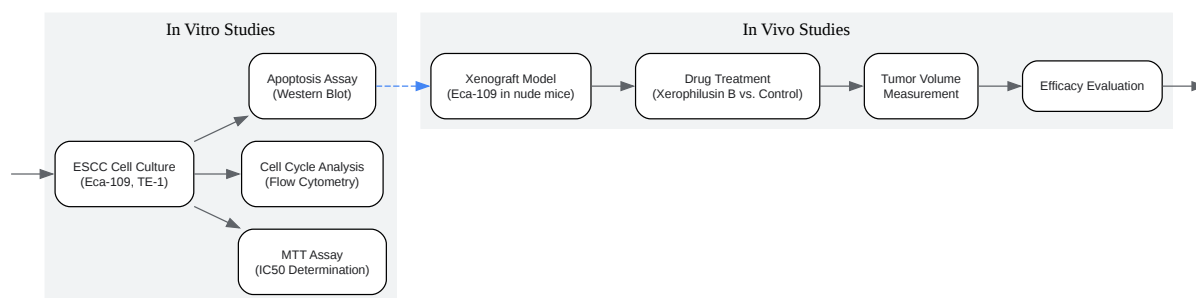 In Vitro Studies
Apoptosis Assay
(Western Blot)
ESCC Cell Culture
(Eca-109, TE-1)
Cell Cycle Analysis
(Flow Cytometry)
MTT Assay
(IC50 Determination)
In Vivo Studies
Xenograft Model
(Eca-109 in nude mice)
Drug Treatment
(Xerophilusin B vs. Control)
Tumor Volume
Measurement
Efficacy Evaluation